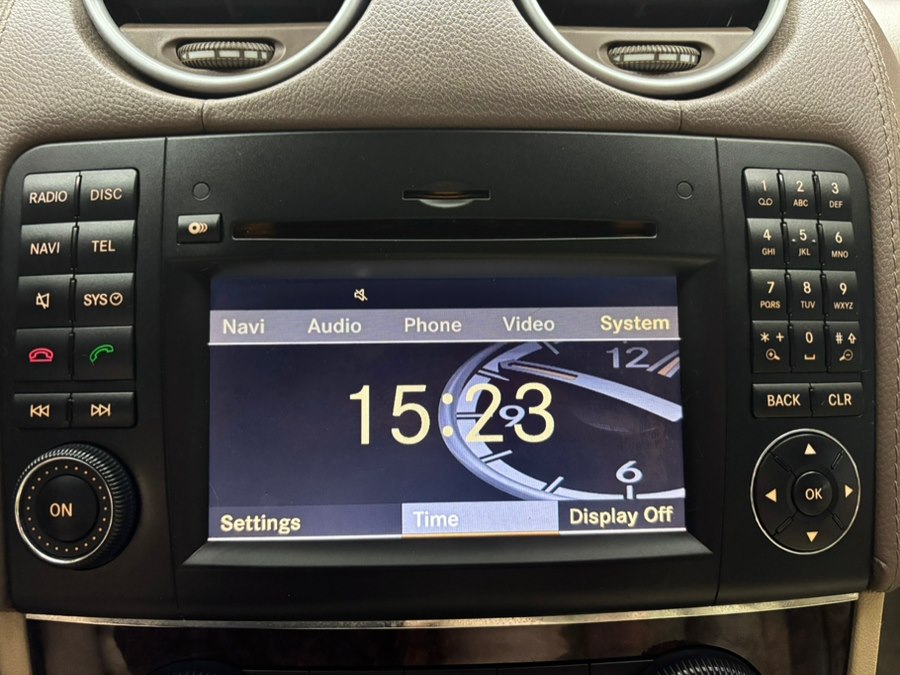 RADIO DISC
NAVI TEL
SYS
ON
Navi Audio Phone Video System
12
15:23
9
6
Settings Time Display Off
1 2 ABC 3 DEF
4 GHI 5 JKL 6 MNO
7 PQRS 8 TUV 9 WXYZ
* + 0 #
BACK CLR
OK